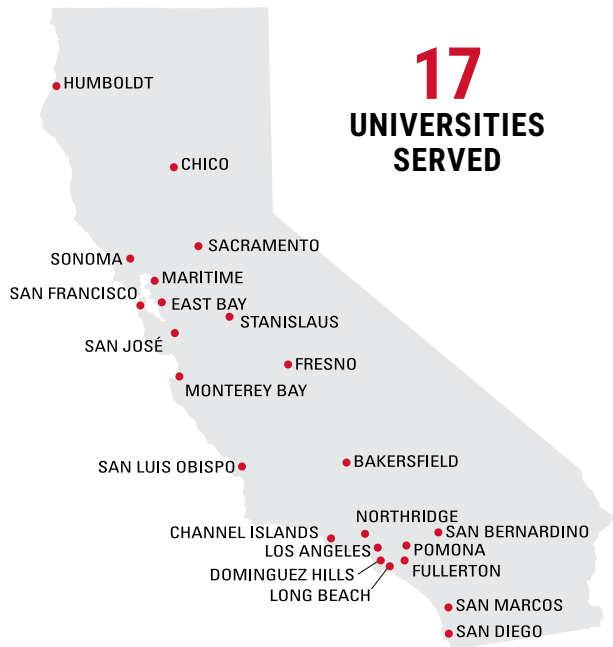 17
UNIVERSITIES
SERVED
HUMBOLDT
CHICO
SACRAMENTO
SONOMA
MARITIME
SAN FRANCISCO
EAST BAY
STANISLAUS
SAN JOSÉ
FRESNO
MONTEREY BAY
SAN LUIS OBISPO
BAKERSFIELD
NORTHRIDGE
CHANNEL ISLANDS
SAN BERNARDINO
LOS ANGELES
POMONA
DOMINGUEZ HILLS
FULLERTON
LONG BEACH
SAN MARCOS
SAN DIEGO